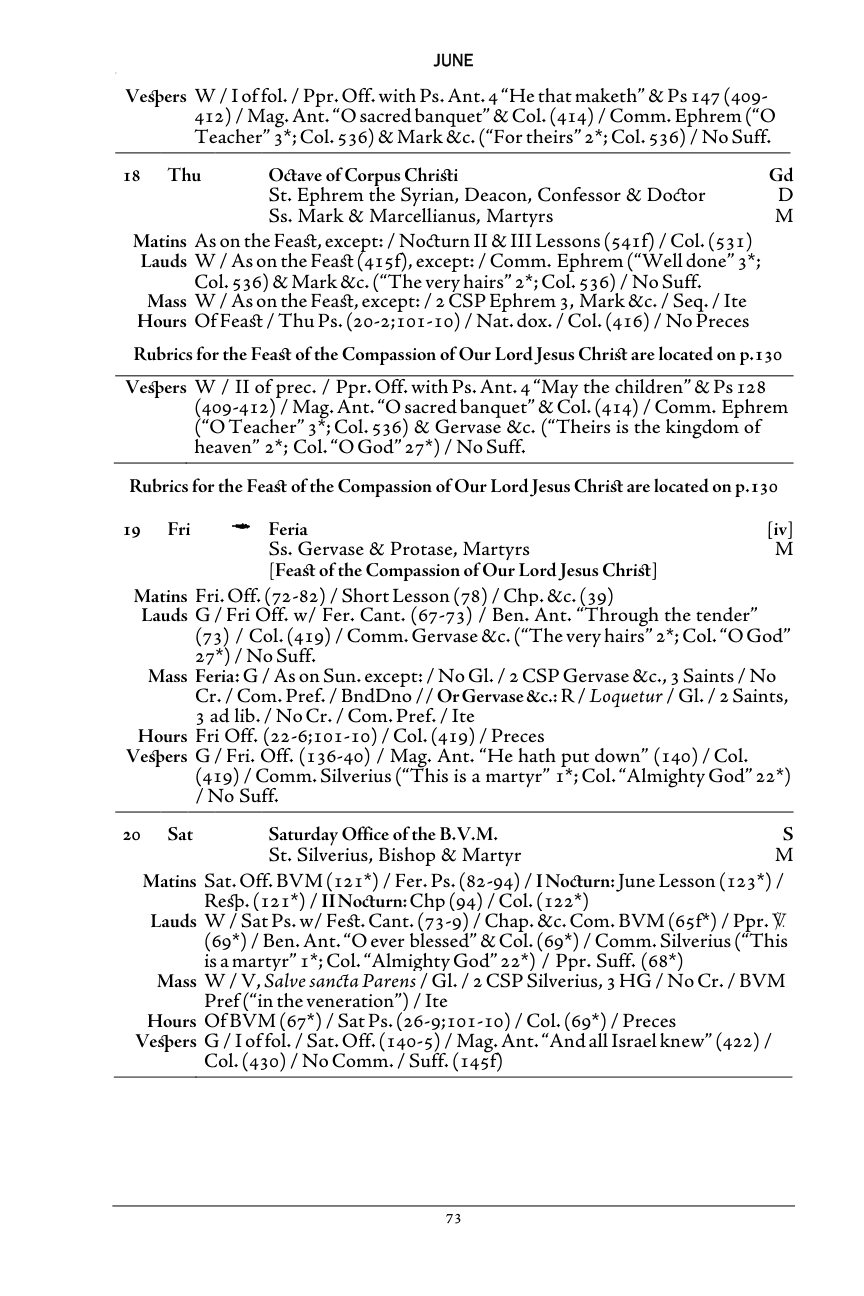 JUNE
Vespers W / I of fol. / Ppr. Off. with Ps. Ant. 4 “He that maketh” & Ps 147 (409-
412) / Mag. Ant. “O sacred banquet” & Col. (414) / Comm. Ephrem (“O
Teacher” 3*; Col. 536) & Mark &c. (“For theirs” 2*; Col. 536) / No Suff.
18 Thu Octave of Corpus Christi Gd
St. Ephrem the Syrian, Deacon, Confessor & Doctor D
Ss. Mark & Marcellianus, Martyrs M
Matins As on the Feast, except: / Nocturn II & III Lessons (541f) / Col. (531)
Lauds W / As on the Feast (415f), except: / Comm. Ephrem (“Well done” 3*;
Col. 536) & Mark &c. (“The very hairs” 2*; Col. 536) / No Suff.
Mass W / As on the Feast, except: / 2 CSP Ephrem 3, Mark &c. / Seq. / Ite
Hours Of Feast / Thu Ps. (20-2;101-10) / Nat. dox. / Col. (416) / No Preces
Rubrics for the Feast of the Compassion of Our Lord Jesus Christ are located on p.130
Vespers W / II of prec. / Ppr. Off. with Ps. Ant. 4 “May the children” & Ps 128
(409-412) / Mag. Ant. “O sacred banquet” & Col. (414) / Comm. Ephrem
(“O Teacher” 3*; Col. 536) & Gervase &c. (“Theirs is the kingdom of
heaven” 2*; Col. “O God” 27*) / No Suff.
Rubrics for the Feast of the Compassion of Our Lord Jesus Christ are located on p.130
19 Fri Feria [iv]
Ss. Gervase & Protase, Martyrs M
[Feast of the Compassion of Our Lord Jesus Christ]
Matins Fri. Off. (72-82) / Short Lesson (78) / Chp. &c. (39)
Lauds G / Fri Off. w/ Fer. Cant. (67-73) / Ben. Ant. “Through the tender”
(73) / Col. (419) / Comm. Gervase &c. (“The very hairs” 2*; Col. “O God”
27*) / No Suff.
Mass Feria: G / As on Sun. except: / No Gl. / 2 CSP Gervase &c., 3 Saints / No
Cr. / Com. Pref. / BndDno // Or Gervase &c.: R / Loquetur / Gl. / 2 Saints,
3 ad lib. / No Cr. / Com. Pref. / Ite
Hours Fri Off. (22-6;101-10) / Col. (419) / Preces
Vespers G / Fri. Off. (136-40) / Mag. Ant. “He hath put down” (140) / Col.
(419) / Comm. Silverius (“This is a martyr” 1*; Col. “Almighty God” 22*)
/ No Suff.
20 Sat Saturday Office of the B.V.M. S
St. Silverius, Bishop & Martyr M
Matins Sat. Off. BVM (121*) / Fer. Ps. (82-94) / I Nocturn: June Lesson (123*) /
Resp. (121*) / II Nocturn: Chp (94) / Col. (122*)
Lauds W / Sat Ps. w/ Fest. Cant. (73-9) / Chap. &c. Com. BVM (65f*) / Ppr. ℣.
(69*) / Ben. Ant. “O ever blessed” & Col. (69*) / Comm. Silverius (“This
is a martyr” 1*; Col. “Almighty God” 22*) / Ppr. Suff. (68*)
Mass W / V, Salve sancta Parens / Gl. / 2 CSP Silverius, 3 HG / No Cr. / BVM
Pref (“in the veneration”) / Ite
Hours Of BVM (67*) / Sat Ps. (26-9;101-10) / Col. (69*) / Preces
Vespers G / I of fol. / Sat. Off. (140-5) / Mag. Ant. “And all Israel knew” (422) /
Col. (430) / No Comm. / Suff. (145f)
73